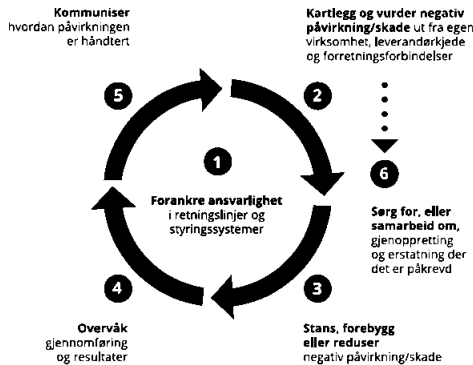 Kommuniser
hvordan påvirkningen
er håndtert
5
Kartlegg og vurder negativ
påvirkning/skade ut fra egen
virksomhet, leverandørkjede
og forretningsforbindelser
2
1
Forankre ansvarlighet
i retningslinjer og
styringssystemer
6
Sørg for, eller
samarbeid om,
gjenoppretting
og erstatning der
det er påkrevd
4
Overvåk
gjennomføring
og resultater
3
Stans, forebygg
eller reduser
negativ påvirkning/skade